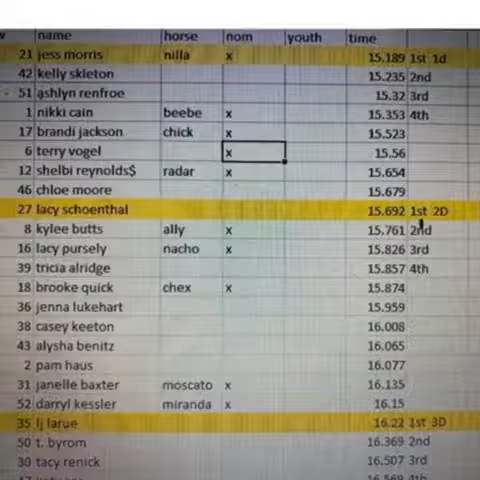 w name horse nom youth time
21 jess morris nilla x 15.189 1st 1d
42 kelly skleton 15.235 2nd
51 ashlyn renfroe 15.32 3rd
1 nikki cain beebe x 15.353 4th
17 brandi jackson chick x 15.523
6 terry vogel x 15.56
12 shelbi reynolds$ radar x 15.654
46 chloe moore 15.679
27 lacy schoenthal 15.692 1st 2D
8 kylee butts ally x 15.761 2nd
16 lacy pursely nacho x 15.826 3rd
39 tricia alridge 15.857 4th
18 brooke quick chex x 15.874
36 jenna lukehart 15.959
38 casey keeton 16.008
43 alysha benitz 16.065
2 pam haus 16.077
31 janelle baxter moscato x 16.135
52 darryl kessler miranda x 16.15
35 lj larue 16.22 1st 3D
50 t. byrom 16.369 2nd
30 tacy renick 16.507 3rd
16.569 4th